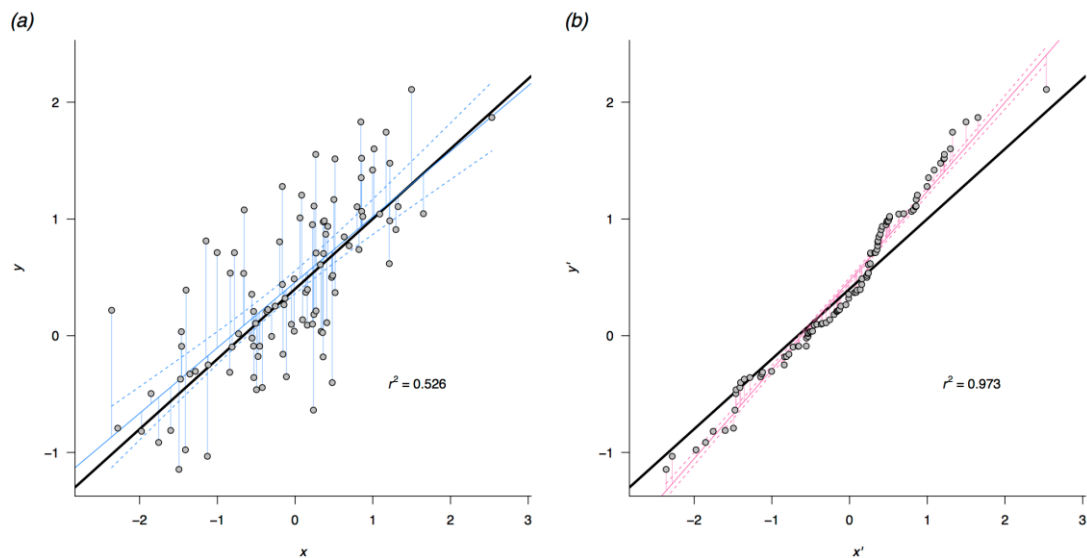 (a)
2
1
0
−1
y
r² = 0.526
−2 −1 0 1 2 3
x
(b)
2
1
0
−1
y′
r² = 0.973
−2 −1 0 1 2 3
x′